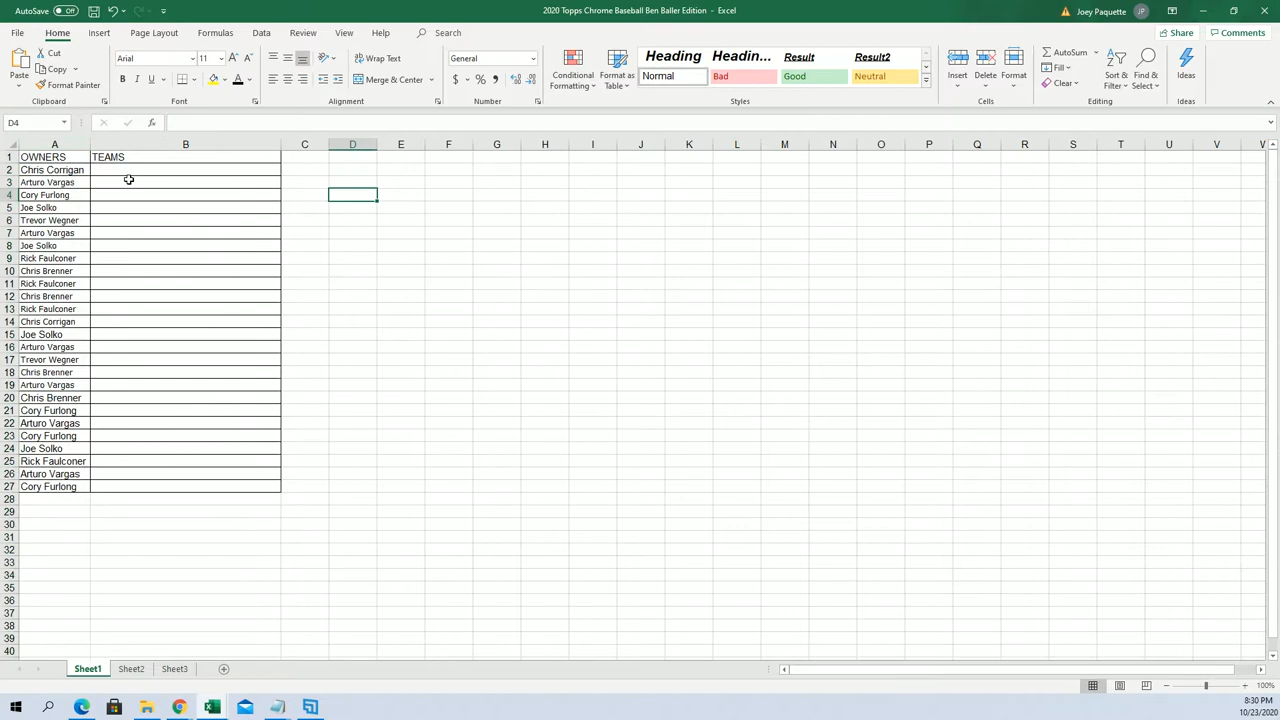 AutoSave Off
2020 Topps Chrome Baseball Ben Baller Edition - Excel
Joey Paquette JP
File Home Insert Page Layout Formulas Data Review View Help Search
Share Comments
Paste
Cut
Copy
Format Painter
Clipboard
Arial 11
B I U
Font
Wrap Text
Merge & Center
Alignment
General
$ % ,
Number
Conditional Formatting
Format as Table
Heading Headin... Result Result2
Normal Bad Good Neutral
Styles
Insert Delete Format
Cells
AutoSum
Fill
Clear
Sort & Filter
Find & Select
Editing
Ideas
Ideas
D4 fx
A B C D E F G H I J K L M N O P Q R S T U V W
1 OWNERS TEAMS
2 Chris Corrigan
3 Arturo Vargas
4 Cory Furlong
5 Joe Solko
6 Trevor Wegner
7 Arturo Vargas
8 Joe Solko
9 Rick Faulconer
10 Chris Brenner
11 Rick Faulconer
12 Chris Brenner
13 Rick Faulconer
14 Chris Corrigan
15 Joe Solko
16 Arturo Vargas
17 Trevor Wegner
18 Chris Brenner
19 Arturo Vargas
20 Chris Brenner
21 Cory Furlong
22 Arturo Vargas
23 Cory Furlong
24 Joe Solko
25 Rick Faulconer
26 Arturo Vargas
27 Cory Furlong
28
29
30
31
32
33
34
35
36
37
38
39
40
Sheet1 Sheet2 Sheet3
100%
8:30 PM
10/23/2020